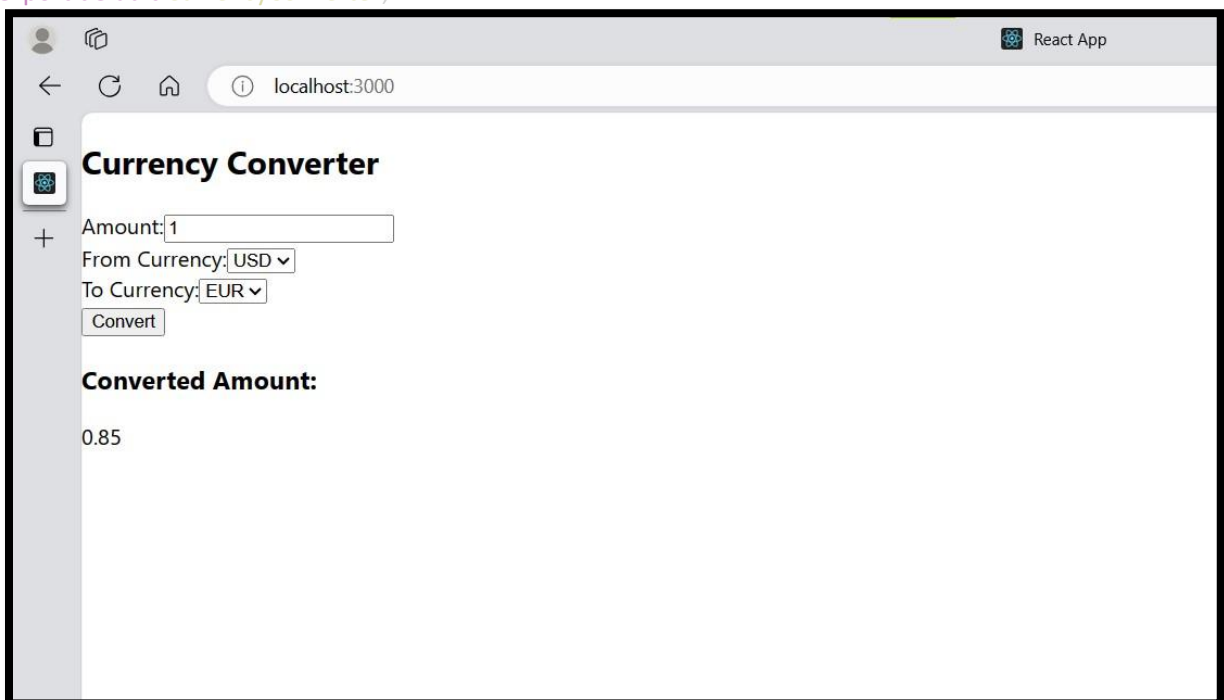 React App
localhost:3000
Currency Converter
Amount:1
From Currency:USD
To Currency:EUR
Convert
Converted Amount:
0.85